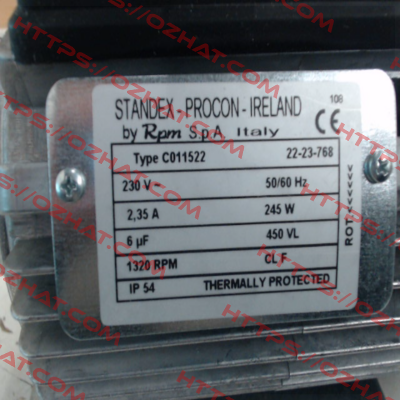 STANDEX - PROCON - IRELAND
106
by Rpm S.p.A. Italy
CE
Type C011522 22-23-768
230 V~ 50/60 Hz
2,35 A 245 W
6 µF 450 VL
1320 RPM CL F
IP 54 THERMALLY PROTECTED
ROT. <<<<<<
HTTPS://OZHAT.COM